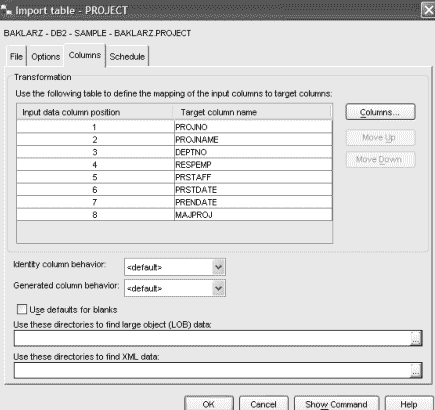 Import table - PROJECT
BAKLARZ - DB2 - SAMPLE - BAKLARZ.PROJECT
File Options Columns Schedule
Transformation
Use the following table to define the mapping of the input columns to target columns:
Input data column position Target column name
1 PROJNO
2 PROJNAME
3 DEPTNO
4 RESPEMP
5 PRSTAFF
6 PRSTDATE
7 PRENDATE
8 MAJPROJ
Columns...
Move Up
Move Down
Identity column behavior: <default>
Generated column behavior: <default>
Use defaults for blanks
Use these directories to find large object (LOB) data:
...
Use these directories to find XML data:
...
OK Cancel Show Command Help